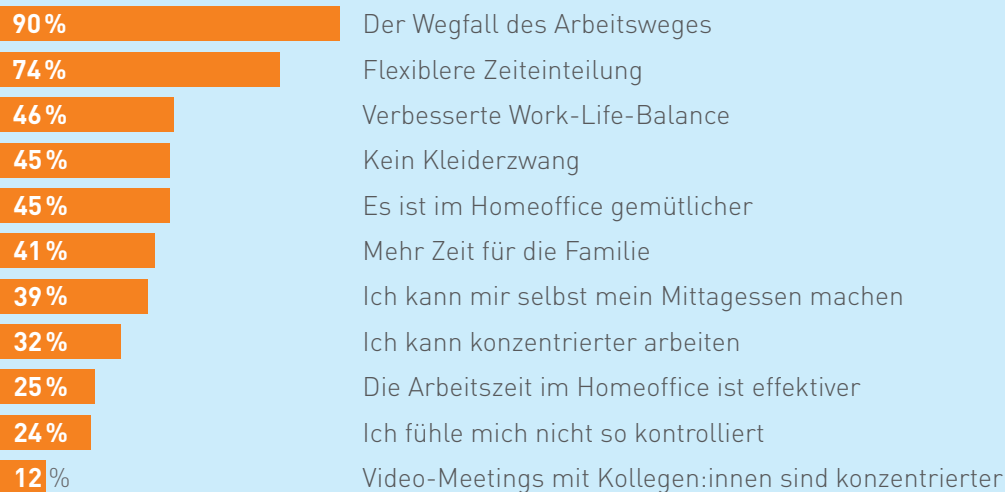 90 % Der Wegfall des Arbeitsweges
74 % Flexiblere Zeiteinteilung
46 % Verbesserte Work-Life-Balance
45 % Kein Kleiderzwang
45 % Es ist im Homeoffice gemütlicher
41 % Mehr Zeit für die Familie
39 % Ich kann mir selbst mein Mittagessen machen
32 % Ich kann konzentrierter arbeiten
25 % Die Arbeitszeit im Homeoffice ist effektiver
24 % Ich fühle mich nicht so kontrolliert
12 % Video-Meetings mit Kollegen:innen sind konzentrierter